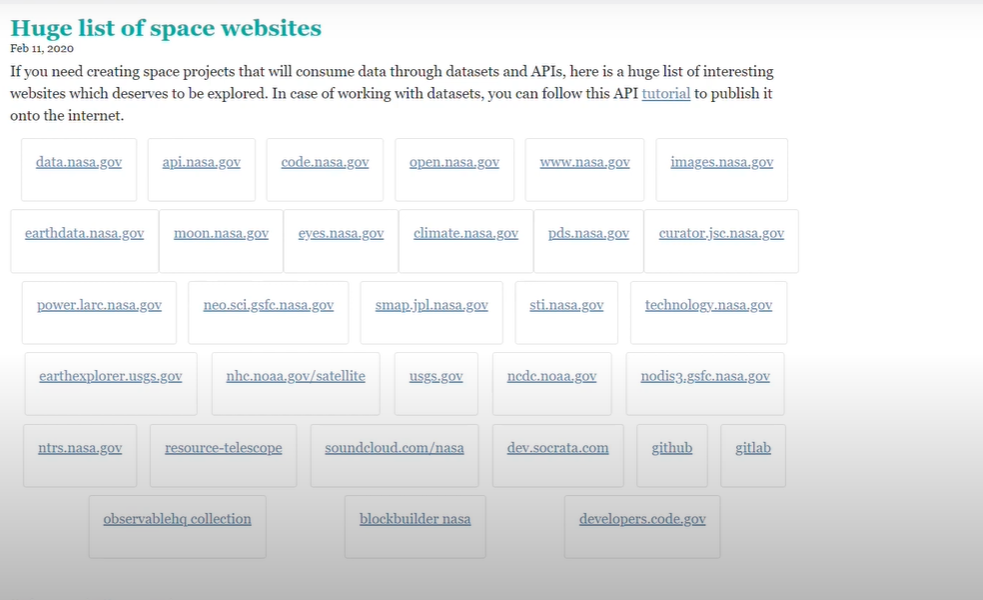 Huge list of space websites
Feb 11, 2020
If you need creating space projects that will consume data through datasets and APIs, here is a huge list of interesting
websites which deserves to be explored. In case of working with datasets, you can follow this API tutorial to publish it
onto the internet.
data.nasa.gov api.nasa.gov code.nasa.gov open.nasa.gov www.nasa.gov images.nasa.gov
earthdata.nasa.gov moon.nasa.gov eyes.nasa.gov climate.nasa.gov pds.nasa.gov curator.jsc.nasa.gov
power.larc.nasa.gov neo.sci.gsfc.nasa.gov smap.jpl.nasa.gov sti.nasa.gov technology.nasa.gov
earthexplorer.usgs.gov nhc.noaa.gov/satellite usgs.gov ncdc.noaa.gov nodis3.gsfc.nasa.gov
ntrs.nasa.gov resource-telescope soundcloud.com/nasa dev.socrata.com github gitlab
observablehq collection blockbuilder nasa developers.code.gov